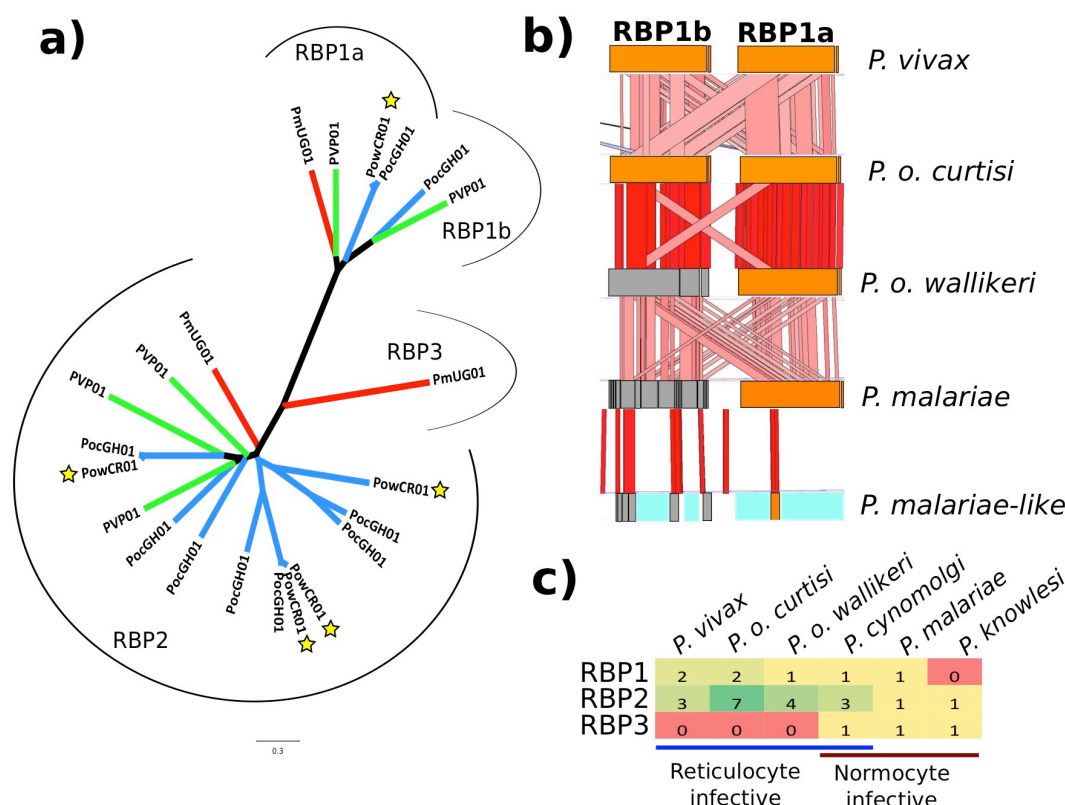 a)
RBP1a
PmUG01
PVP01
PowCR01
PocGH01
PocGH01
PVP01
RBP1b
RBP3
PmUG01
PmUG01
PVP01
PVP01
PocGH01
PowCR01
PVP01
PocGH01
PocGH01
PocGH01
PocGH01
PowCR01
PowCR01
PocGH01
PocGH01
PowCR01
RBP2
0.3
b)
RBP1b RBP1a
P. vivax
P. o. curtisi
P. o. wallikeri
P. malariae
P. malariae-like
c)
P. vivax
P. o. curtisi
P. o. wallikeri
P. cynomolgi
P. malariae
P. knowlesi
RBP1 2 2 1 1 1 0
RBP2 3 7 4 3 1 1
RBP3 0 0 0 1 1 1
Reticulocyte
infective
Normocyte
infective